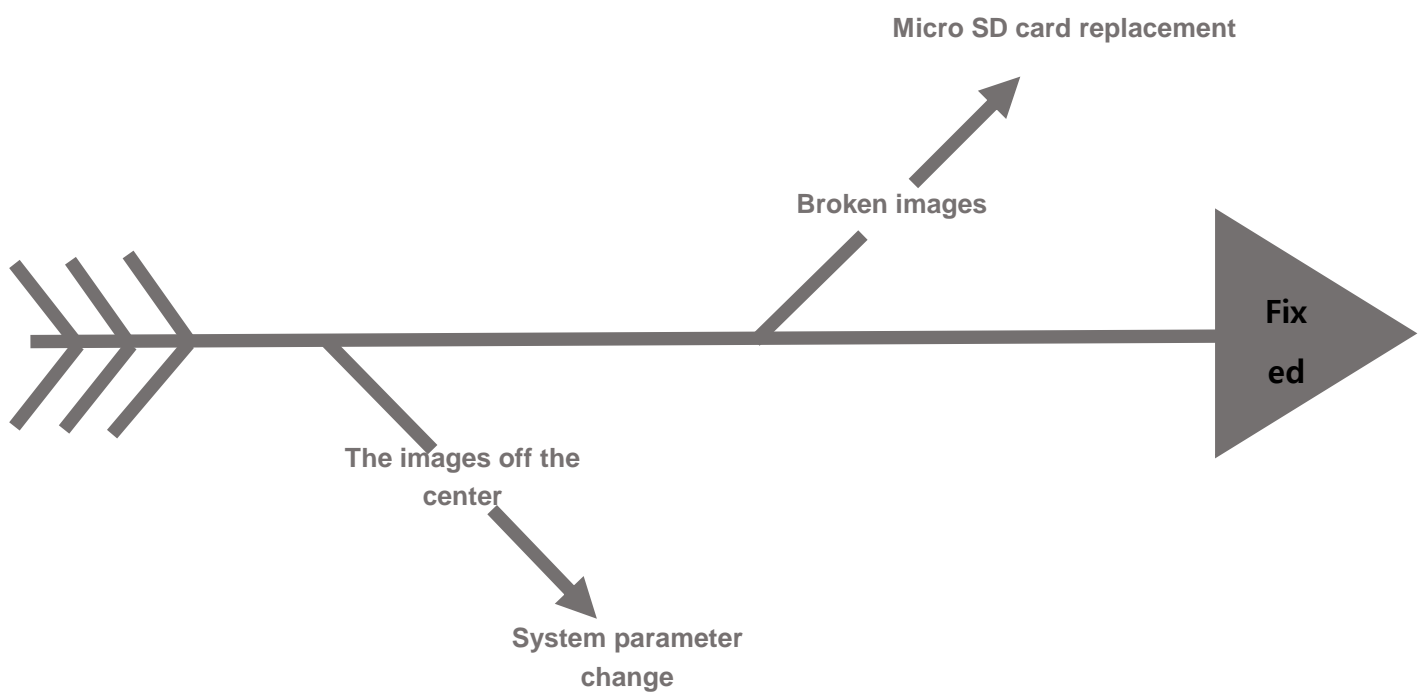 Micro SD card replacement
Broken images
Fix
ed
The images off the
center
System parameter
change